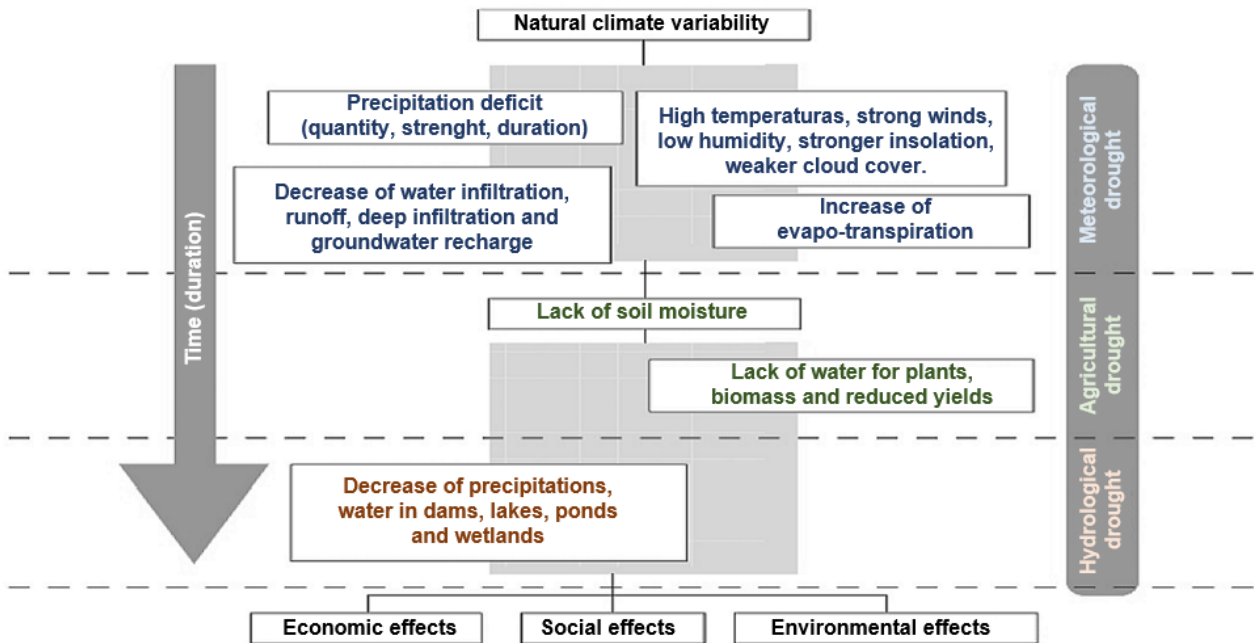 Natural climate variability
Precipitation deficit
(quantity, strenght, duration)
High temperaturas, strong winds,
low humidity, stronger insolation,
weaker cloud cover.
Decrease of water infiltration,
runoff, deep infiltration and
groundwater recharge
Increase of
evapo-transpiration
Meteorological
drought
Time (duration)
Lack of soil moisture
Lack of water for plants,
biomass and reduced yields
Agricultural
drought
Decrease of precipitations,
water in dams, lakes, ponds
and wetlands
Hydrological
drought
Economic effects
Social effects
Environmental effects